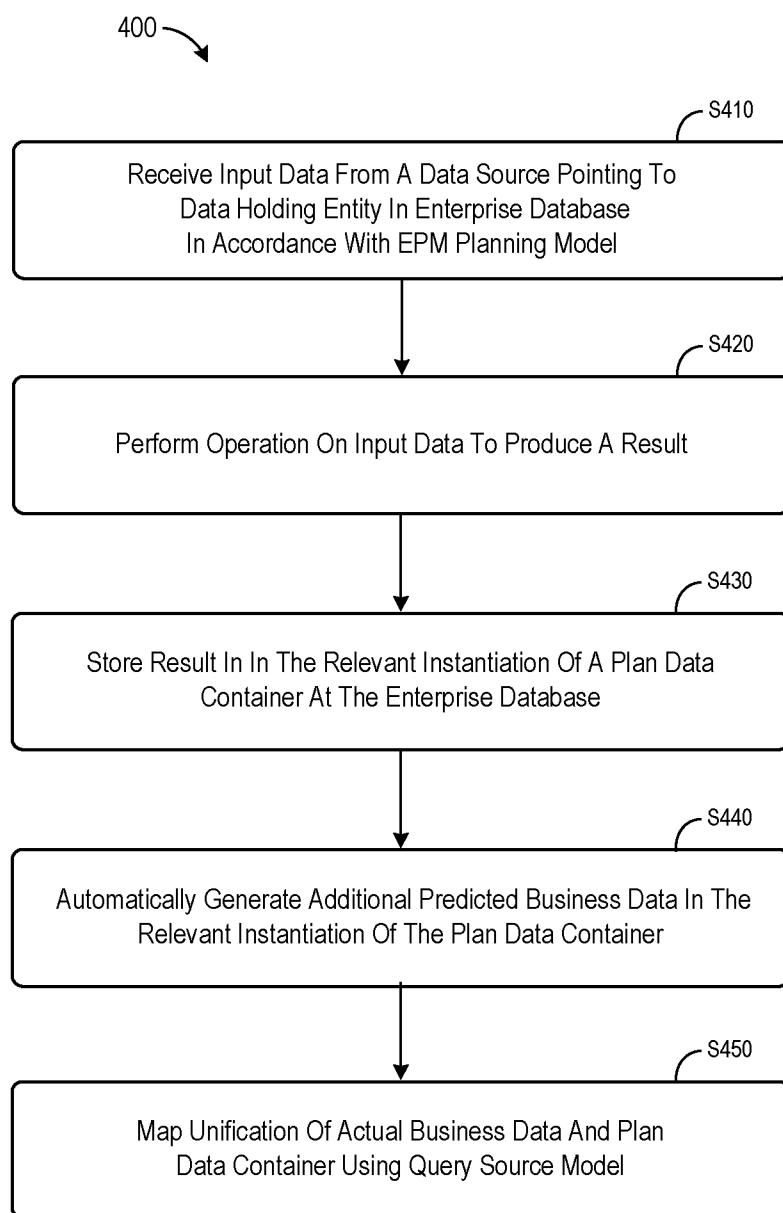 400
S410
Receive Input Data From A Data Source Pointing To
Data Holding Entity In Enterprise Database
In Accordance With EPM Planning Model
S420
Perform Operation On Input Data To Produce A Result
S430
Store Result In In The Relevant Instantiation Of A Plan Data
Container At The Enterprise Database
S440
Automatically Generate Additional Predicted Business Data In The
Relevant Instantiation Of The Plan Data Container
S450
Map Unification Of Actual Business Data And Plan
Data Container Using Query Source Model